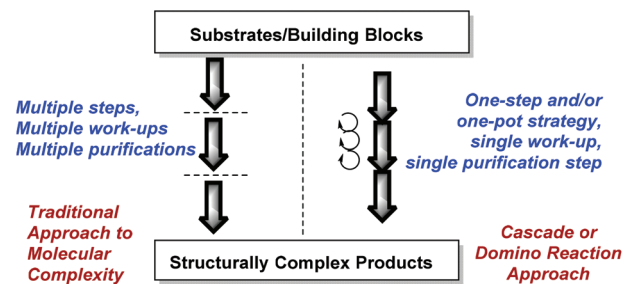 Substrates/Building Blocks
Multiple steps,
Multiple work-ups
Multiple purifications
One-step and/or
one-pot strategy,
single work-up,
single purification step
Traditional
Approach to
Molecular
Complexity
Structurally Complex Products
Cascade or
Domino Reaction
Approach